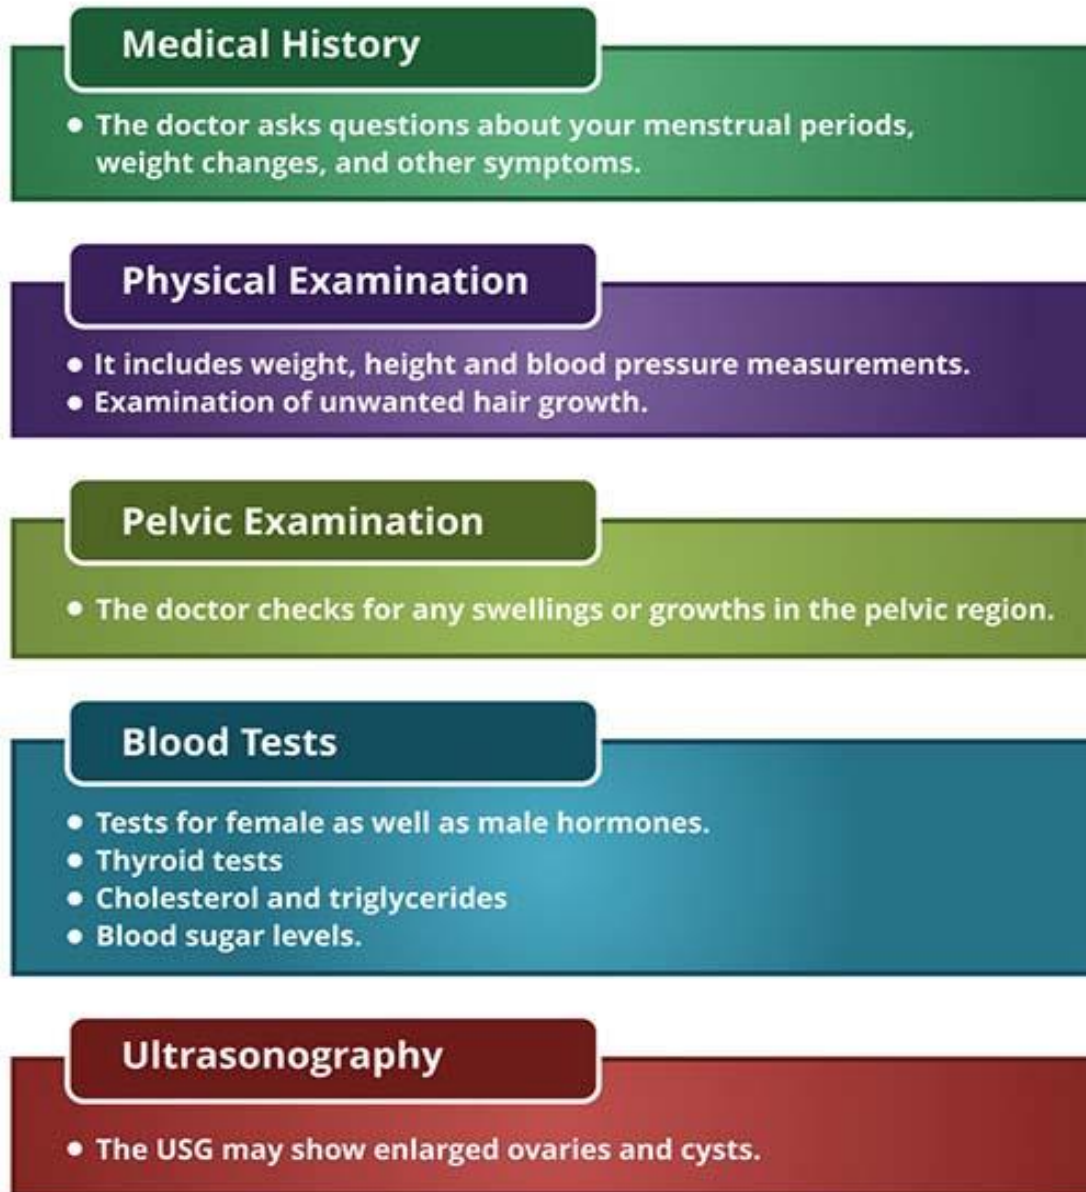 Medical History
• The doctor asks questions about your menstrual periods,
weight changes, and other symptoms.
Physical Examination
• It includes weight, height and blood pressure measurements.
• Examination of unwanted hair growth.
Pelvic Examination
• The doctor checks for any swellings or growths in the pelvic region.
Blood Tests
• Tests for female as well as male hormones.
• Thyroid tests
• Cholesterol and triglycerides
• Blood sugar levels.
Ultrasonography
• The USG may show enlarged ovaries and cysts.